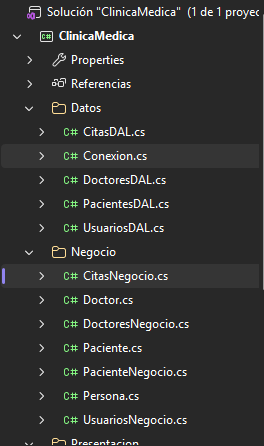 Solución "ClinicaMedica" (1 de 1 proyec
ClinicaMedica
Properties
Referencias
Datos
C# CitasDAL.cs
C# Conexion.cs
C# DoctoresDAL.cs
C# PacientesDAL.cs
C# UsuariosDAL.cs
Negocio
C# CitasNegocio.cs
C# Doctor.cs
C# DoctoresNegocio.cs
C# Paciente.cs
C# PacienteNegocio.cs
C# Persona.cs
C# UsuariosNegocio.cs
Presentacion